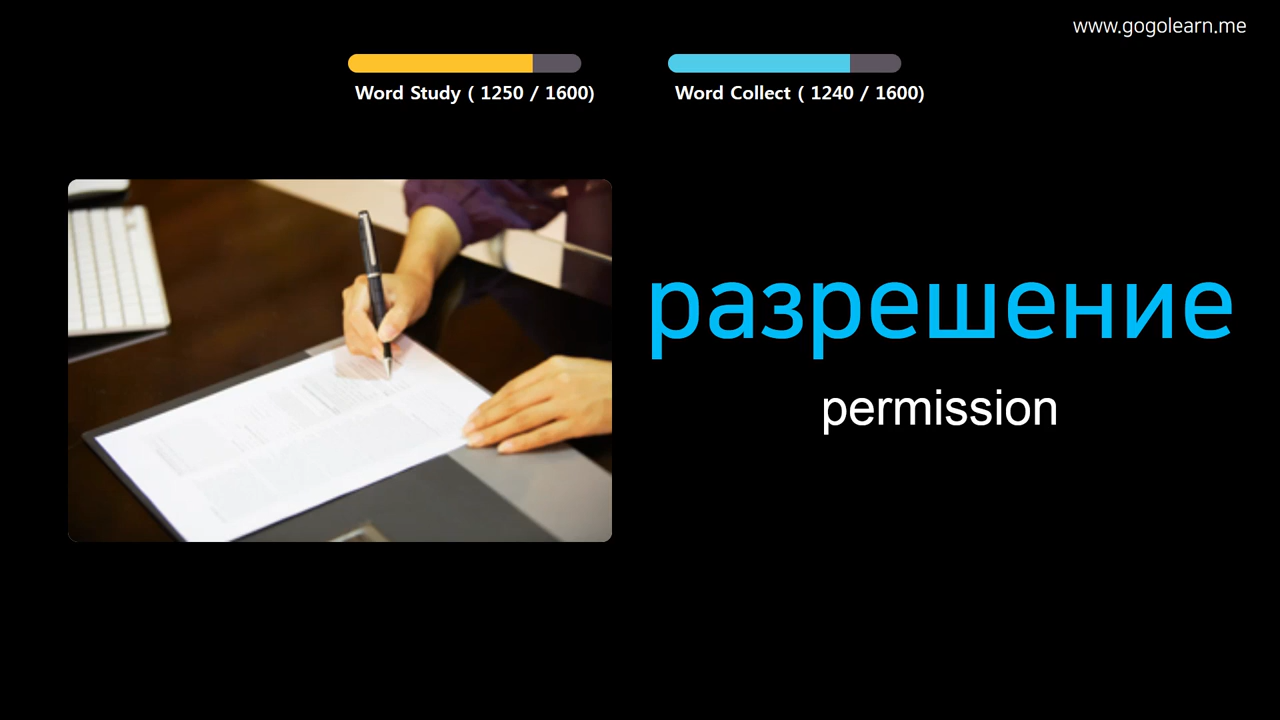 www.gogolearn.me
Word Study ( 1250 / 1600)
Word Collect ( 1240 / 1600)
разрешение
permission